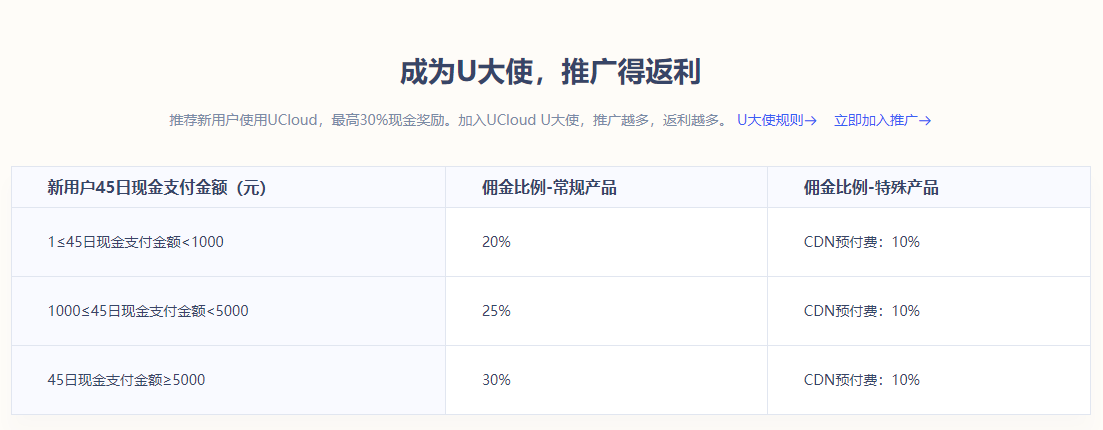 成为U大使，推广得返利
推荐新用户使用UCloud，最高30%现金奖励。加入UCloud U大使，推广越多，返利越多。 U大使规则→ 立即加入推广→
新用户45日现金支付金额（元） 佣金比例-常规产品 佣金比例-特殊产品
1≤45日现金支付金额<1000 20% CDN预付费：10%
1000≤45日现金支付金额<5000 25% CDN预付费：10%
45日现金支付金额≥5000 30% CDN预付费：10%